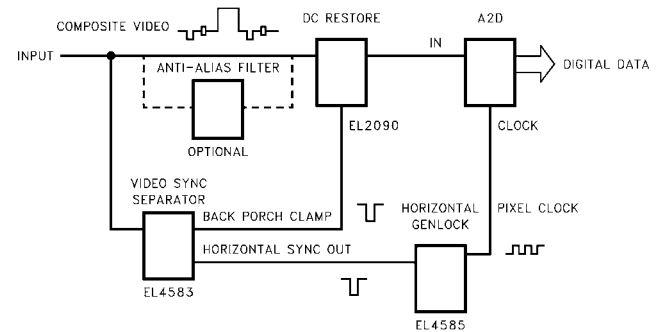 COMPOSITE VIDEO
DC RESTORE
A2D
INPUT
IN
ANTI-ALIAS FILTER
DIGITAL DATA
EL2090
CLOCK
OPTIONAL
VIDEO SYNC
SEPARATOR
BACK PORCH CLAMP
HORIZONTAL
GENLOCK
PIXEL CLOCK
HORIZONTAL SYNC OUT
EL4583
EL4585